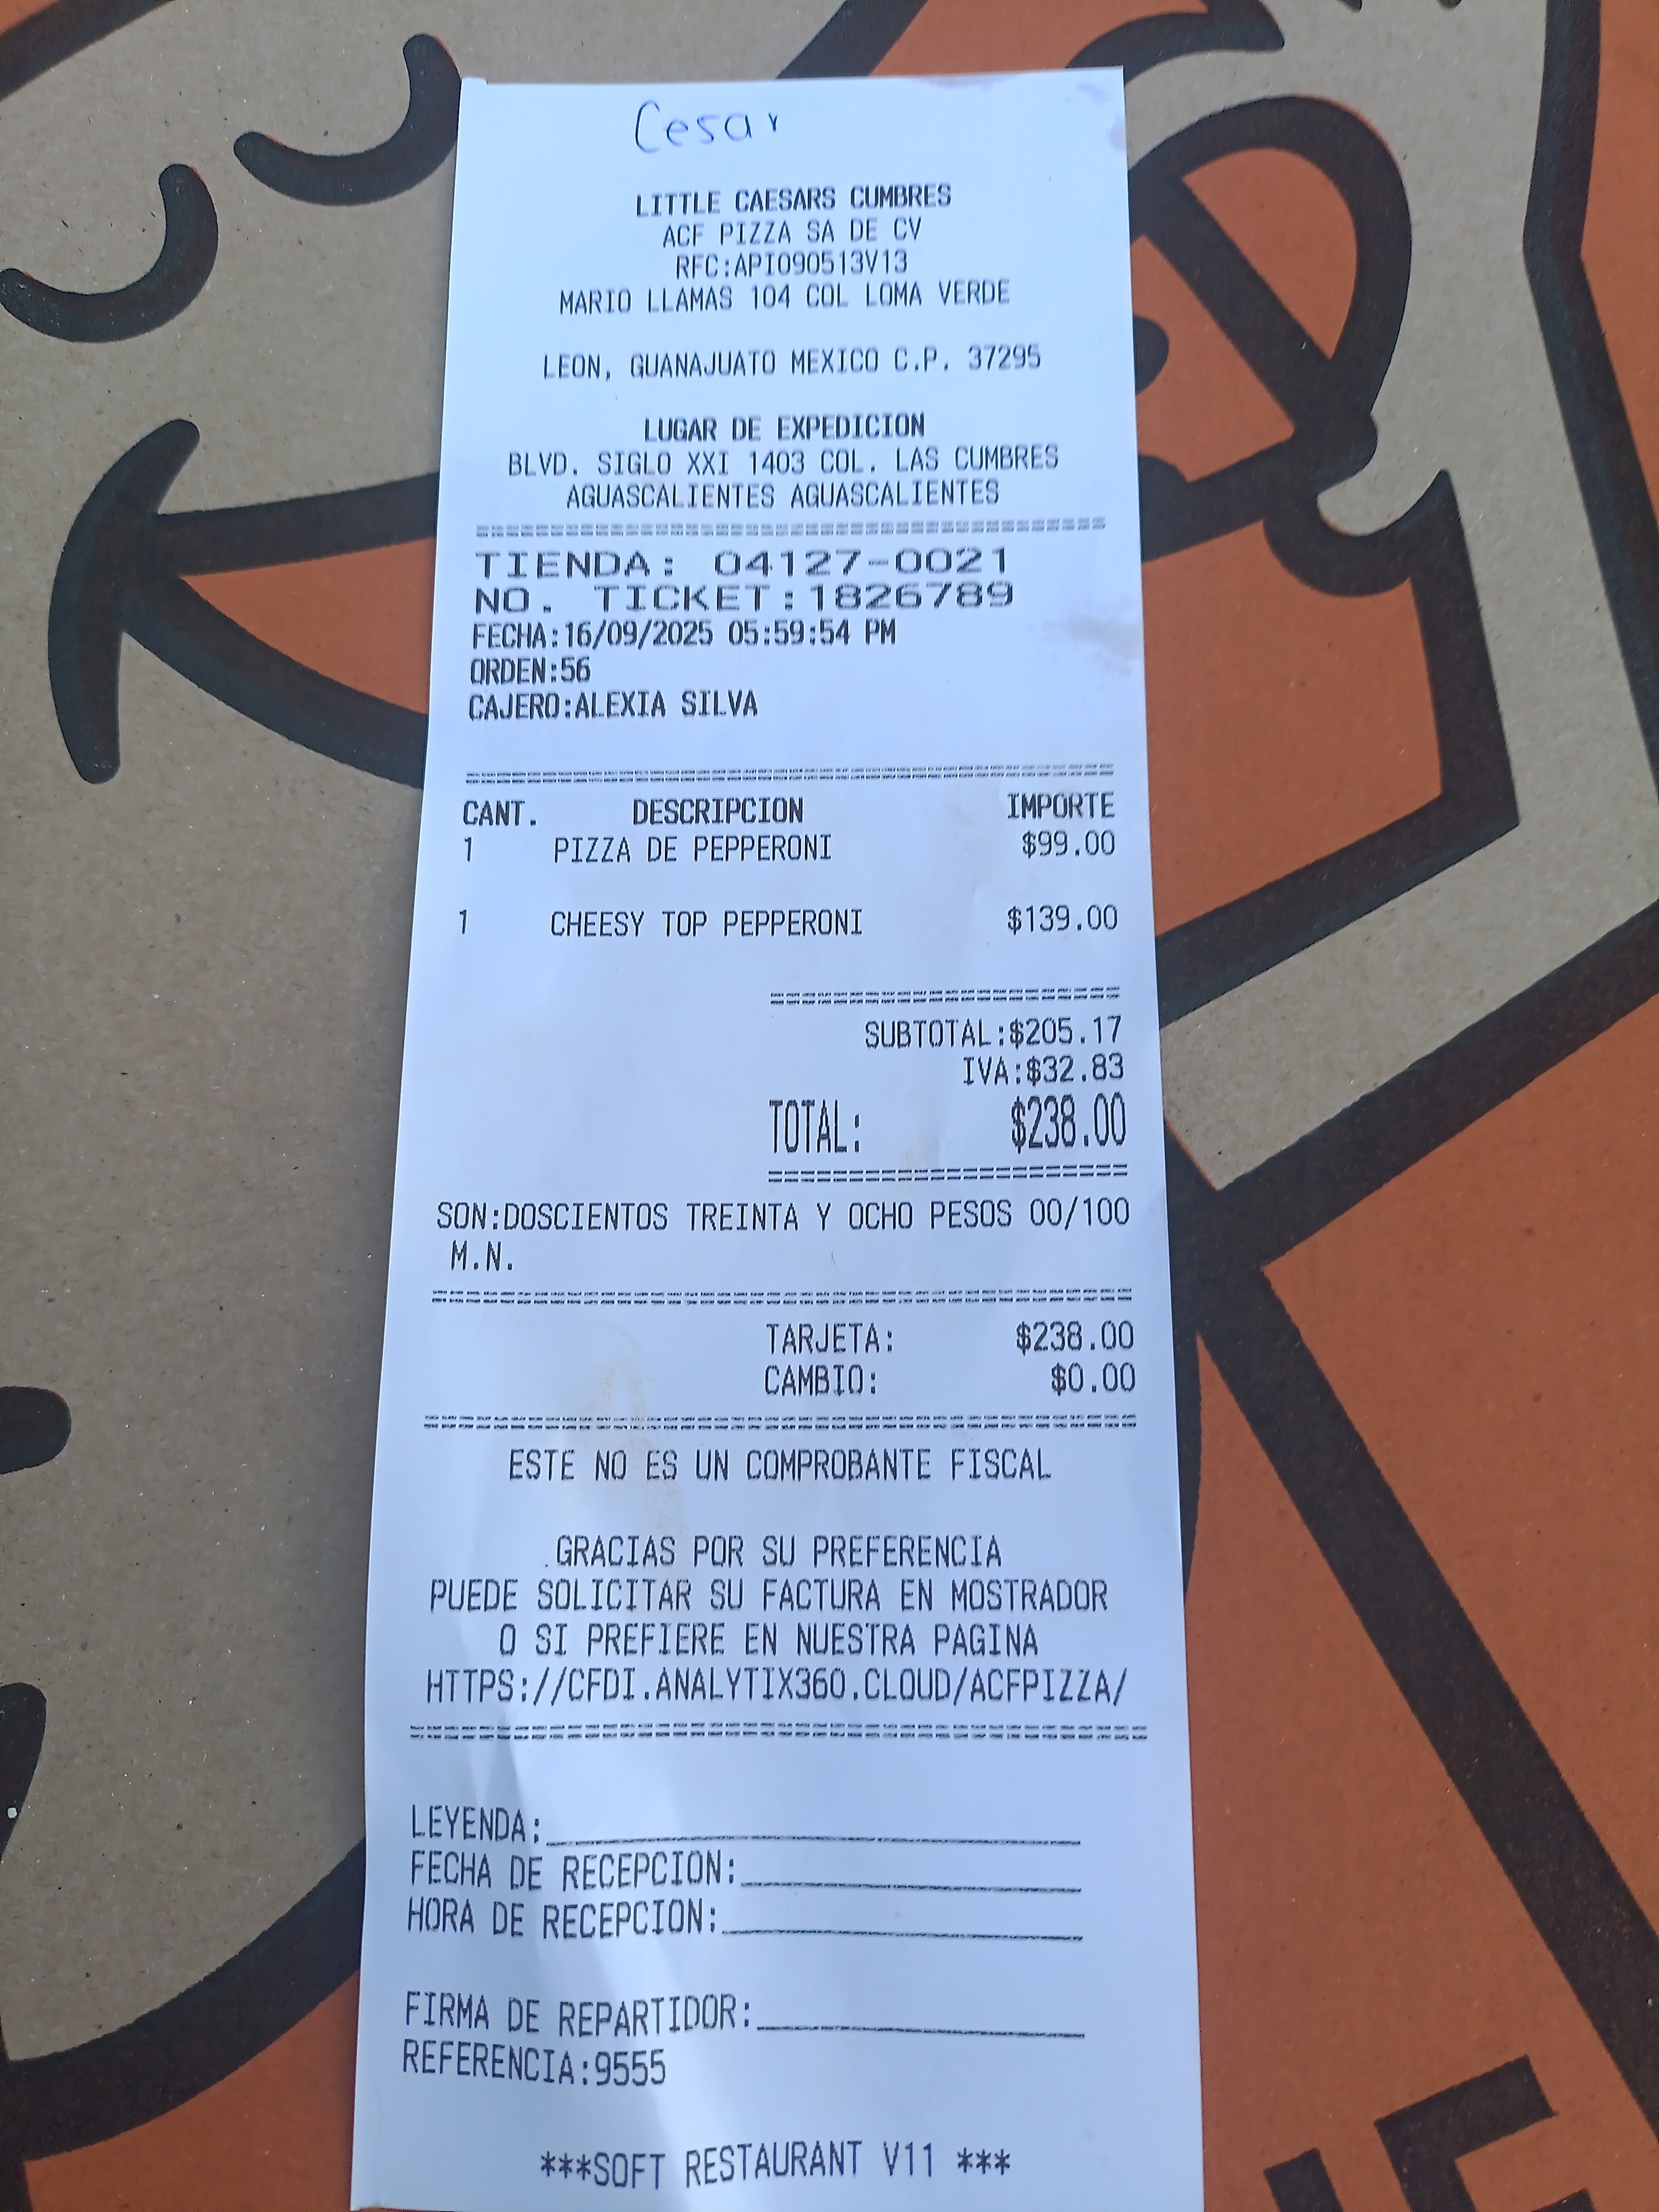 Cesar
LITTLE CAESARS CUMBRES
ACF PIZZA SA DE CV
RFC:API090513V13
MARIO LLAMAS 104 COL LOMA VERDE
LEON, GUANAJUATO MEXICO C.P. 37295
LUGAR DE EXPEDICION
BLVD. SIGLO XXI 1403 COL. LAS CUMBRES
AGUASCALIENTES AGUASCALIENTES
TIENDA: 04127-0021
NO. TICKET:1826789
FECHA:16/09/2025 05:59:54 PM
ORDEN:56
CAJERO:ALEXIA SILVA
CANT. DESCRIPCION IMPORTE
1 PIZZA DE PEPPERONI $99.00
1 CHEESY TOP PEPPERONI $139.00
SUBTOTAL:$205.17
IVA:$32.83
TOTAL: $238.00
SON:DOSCIENTOS TREINTA Y OCHO PESOS 00/100
M.N.
TARJETA: $238.00
CAMBIO: $0.00
ESTE NO ES UN COMPROBANTE FISCAL
.GRACIAS POR SU PREFERENCIA
PUEDE SOLICITAR SU FACTURA EN MOSTRADOR
O SI PREFIERE EN NUESTRA PAGINA
HTTPS://CFDI.ANALYTIX360.CLOUD/ACFPIZZA/
LEYENDA:
FECHA DE RECEPCION:
HORA DE RECEPCION:
FIRMA DE REPARTIDOR:
REFERENCIA:9555
***SOFT RESTAURANT V11 ***